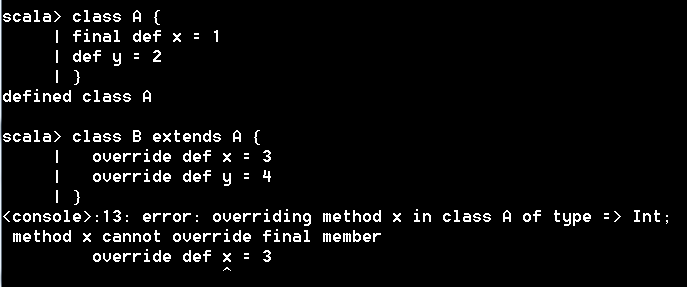 scala> class A {
     | final def x = 1
     | def y = 2
     | }
defined class A

scala> class B extends A {
     |   override def x = 3
     |   override def y = 4
     | }
<console>:13: error: overriding method x in class A of type => Int;
 method x cannot override final member
         override def x = 3
                      ^